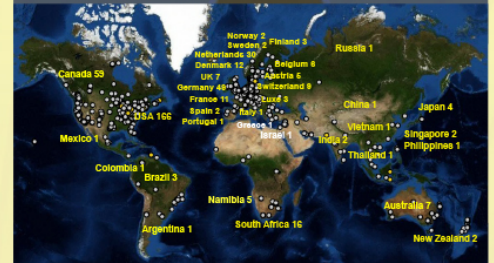 Norway 2
Sweden 2
Finland 3
Russia 1
Netherlands 30
Denmark 12
Belgium 6
Canada 59
UK 7
Austria 5
Germany 48
Switzerland 9
France 11
Luxe 3
China 1
Japan 4
USA 166
Spain 2
Italy 1
Portugal 1
Greece 1
Vietnam 1
Israel 1
Singapore 2
Mexico 1
India 2
Philippines 1
Thailand 1
Colombia 1
Brazil 3
Namibia 5
Australia 7
South Africa 16
Argentina 1
New Zealand 2